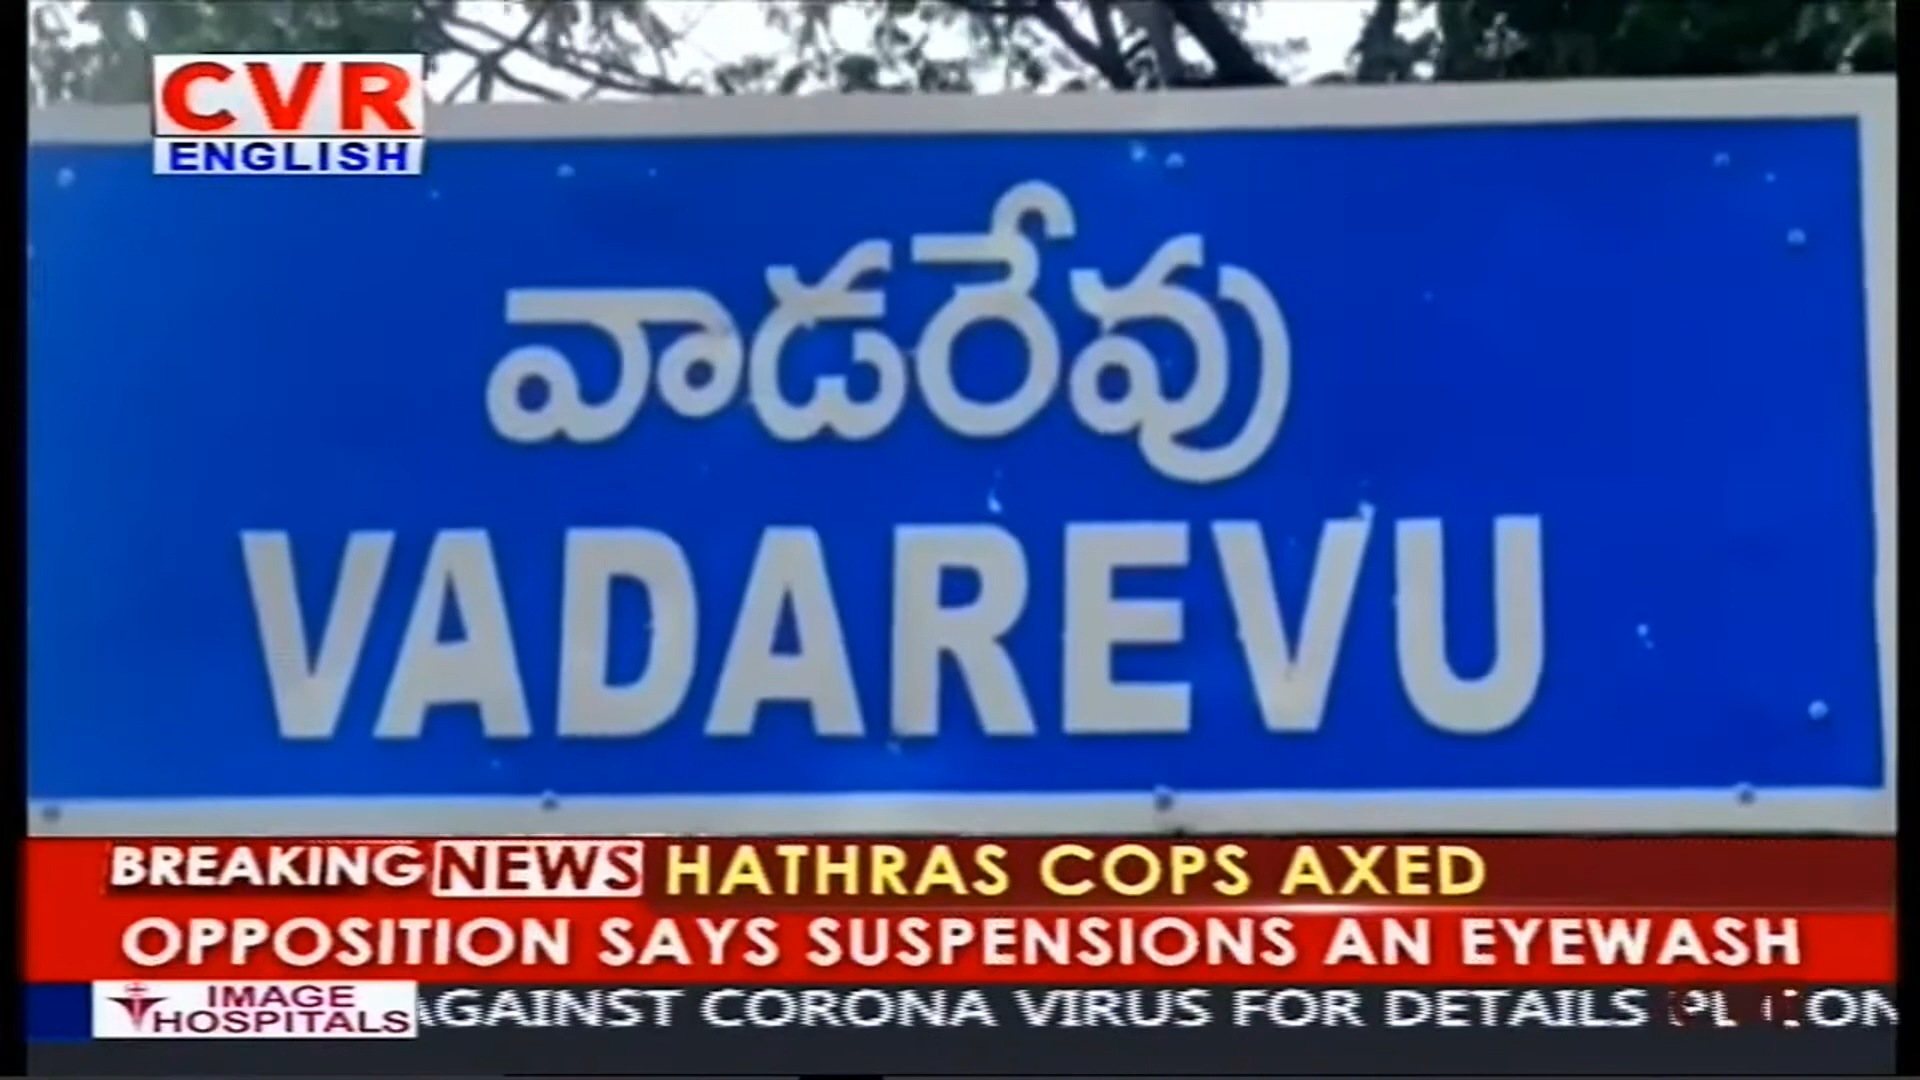 CVR
ENGLISH
వాడరేవు
VADAREVU
BREAKING NEWS HATHRAS COPS AXED
OPPOSITION SAYS SUSPENSIONS AN EYEWASH
IMAGE
HOSPITALS
AGAINST CORONA VIRUS FOR DETAILS